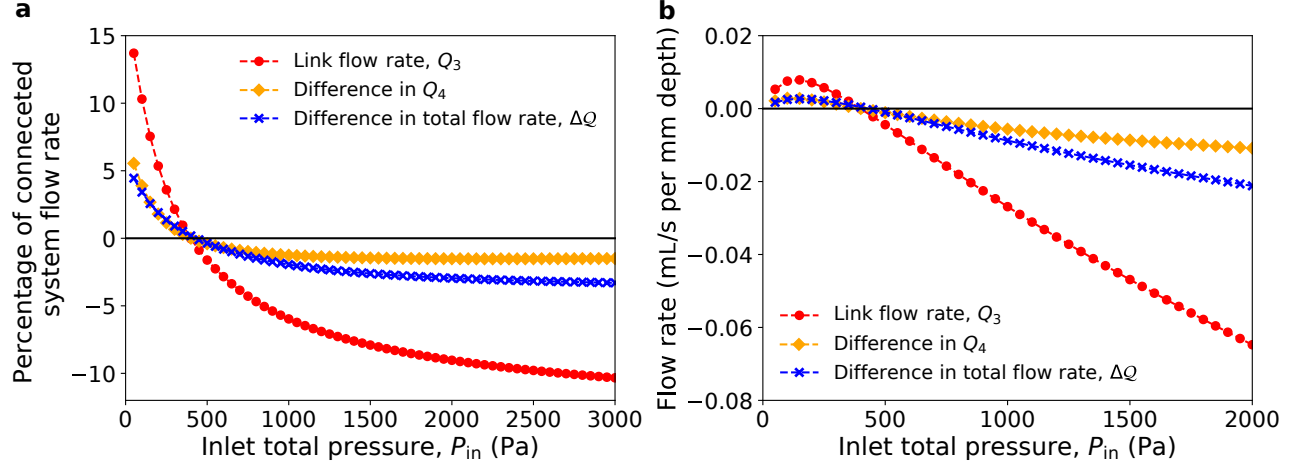 a
Percentage of conneceted
system flow rate
15
10
5
0
−5
−10
Link flow rate, Q3
Difference in Q4
Difference in total flow rate, ΔQ
0 500 1000 1500 2000 2500 3000
Inlet total pressure, Pin (Pa)
b
Flow rate (mL/s per mm depth)
0.02
0.00
−0.02
−0.04
−0.06
−0.08
Link flow rate, Q3
Difference in Q4
Difference in total flow rate, ΔQ
0 500 1000 1500 2000
Inlet total pressure, Pin (Pa)